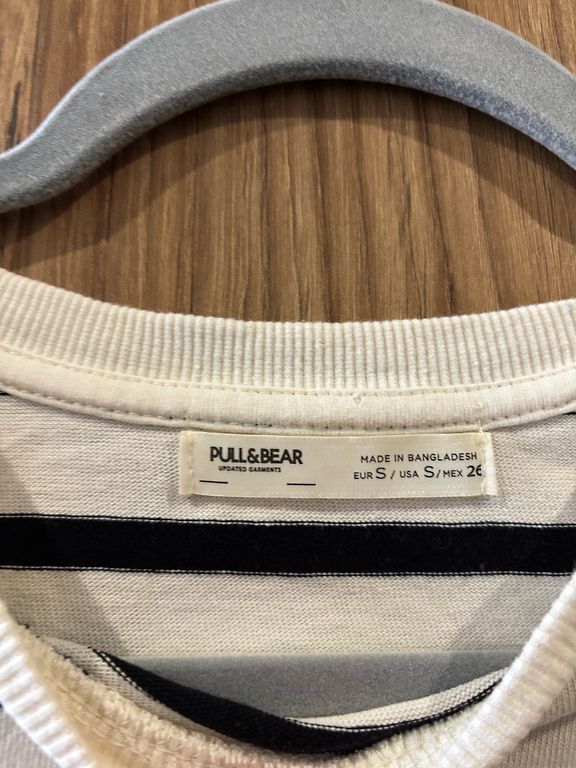 PULL&BEAR
UPDATED GARMENTS
MADE IN BANGLADESH
EUR S / USA S / MEX 26